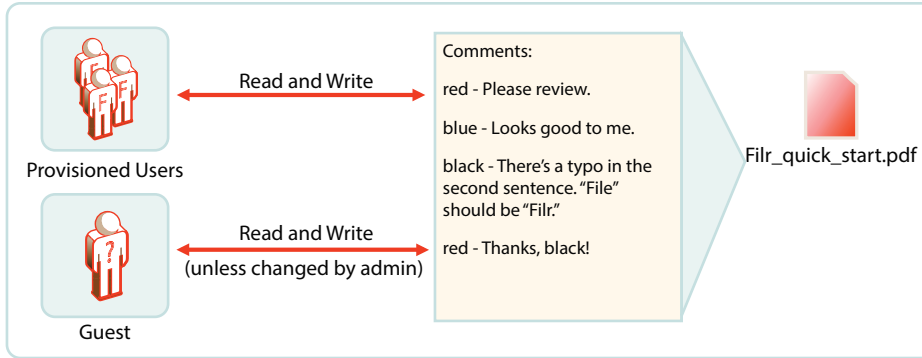 Comments:
Read and Write
red - Please review.
blue - Looks good to me.
Filr_quick_start.pdf
Provisioned Users
black - There’s a typo in the
second sentence. “File”
should be “Filr.”
Read and Write
(unless changed by admin)
red - Thanks, black!
F
F
F
?
Guest